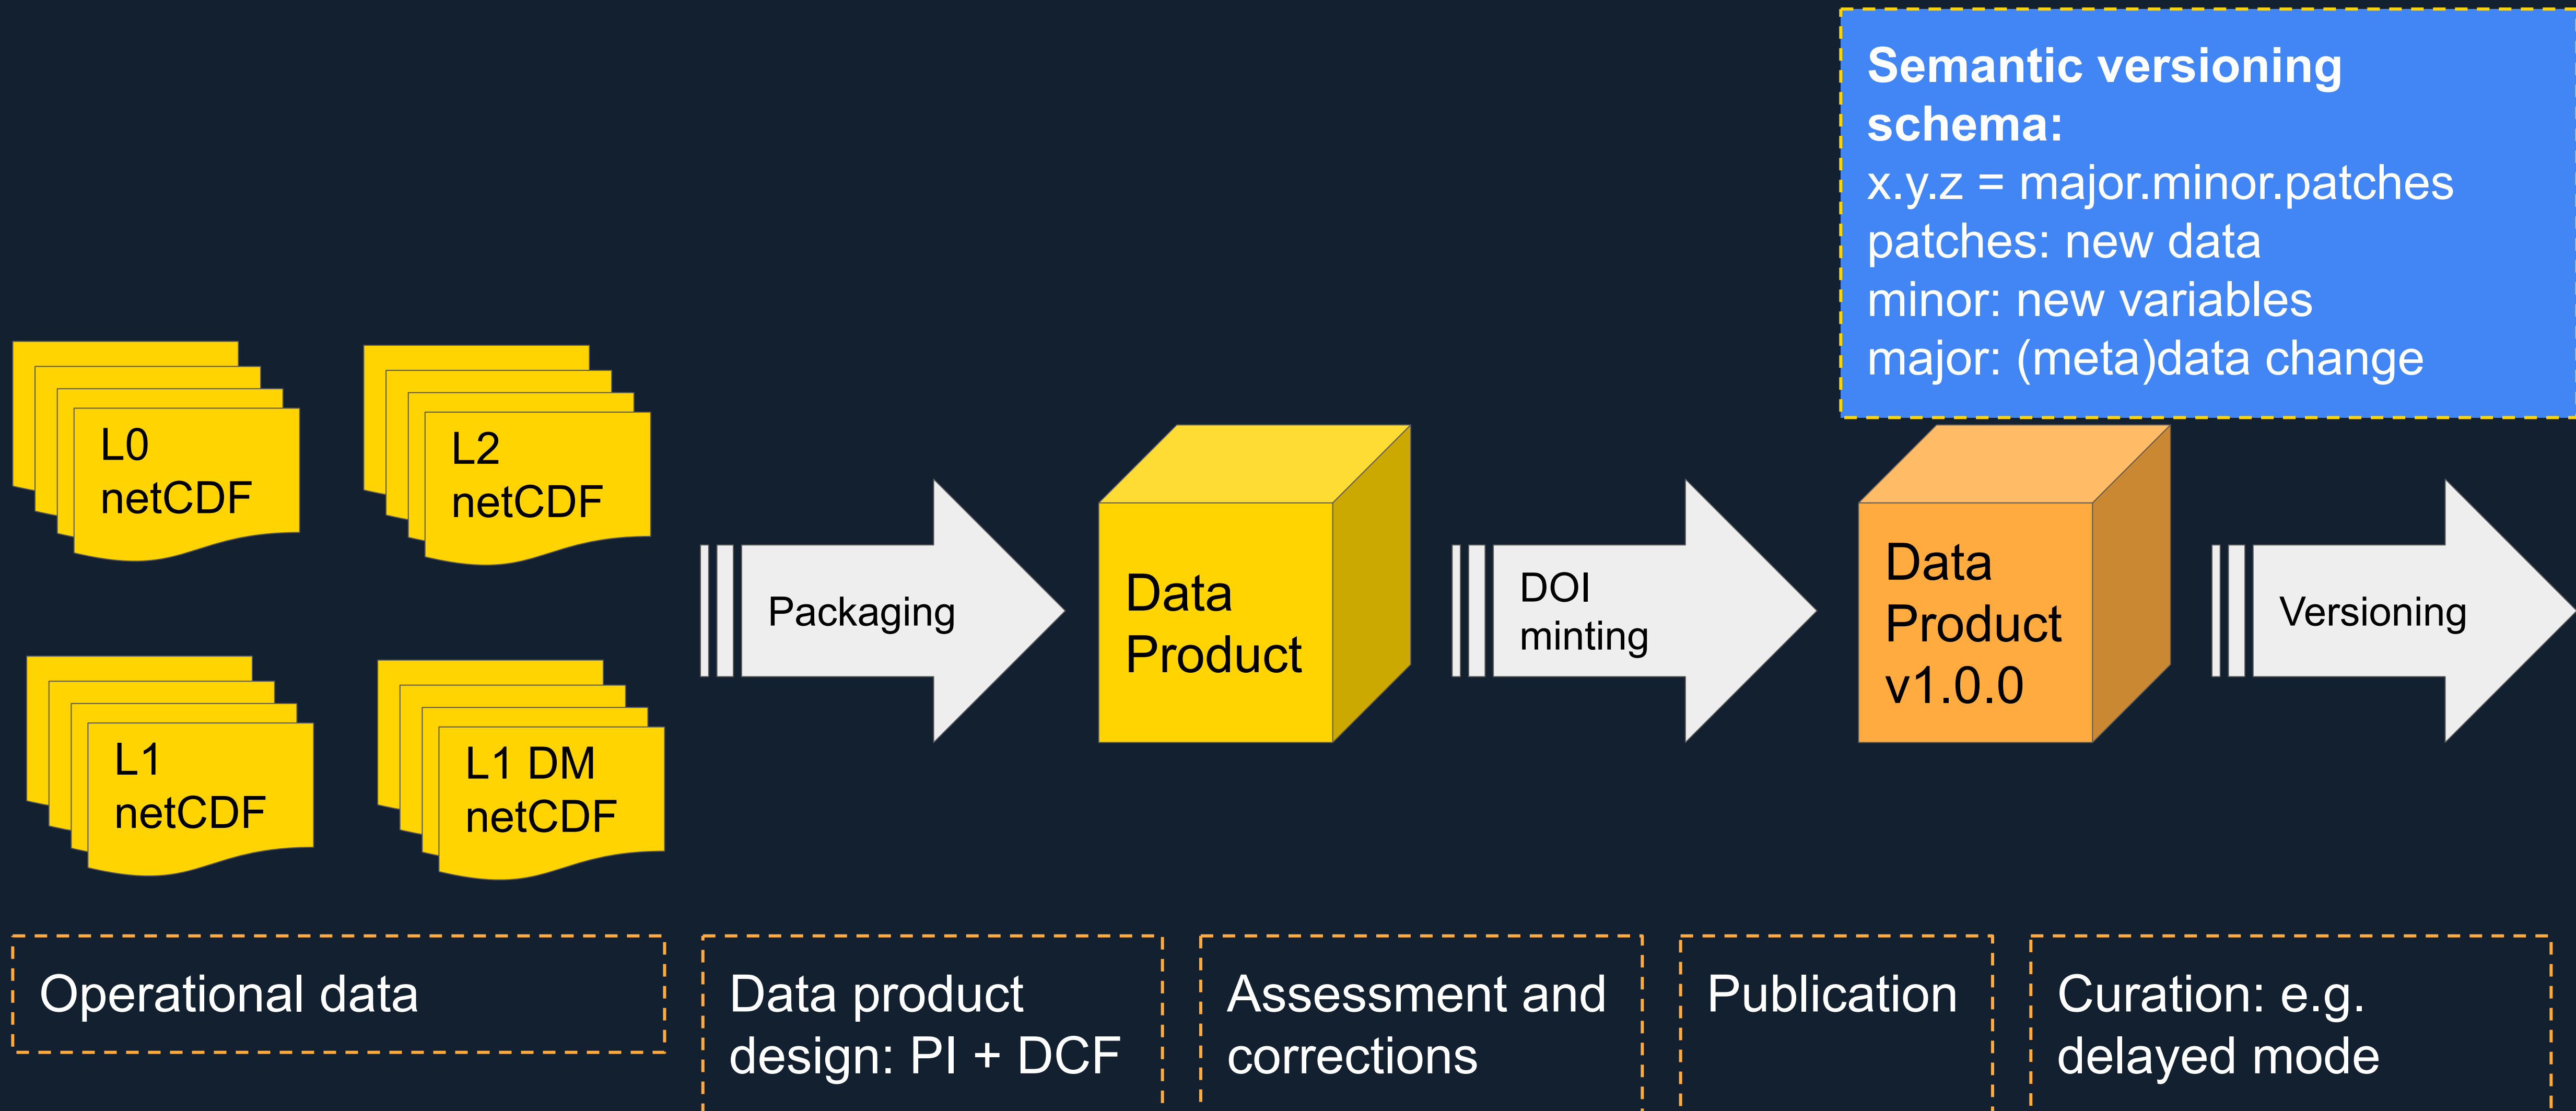 Semantic versioning
schema:
x.y.z = major.minor.patches
patches: new data
minor: new variables
major: (meta)data change
L0
netCDF
L2
netCDF
L1
netCDF
L1 DM
netCDF
Packaging
Data
Product
DOI
minting
Data
Product
v1.0.0
Versioning
Operational data
Data product
design: PI + DCF
Assessment and
corrections
Publication
Curation: e.g.
delayed mode